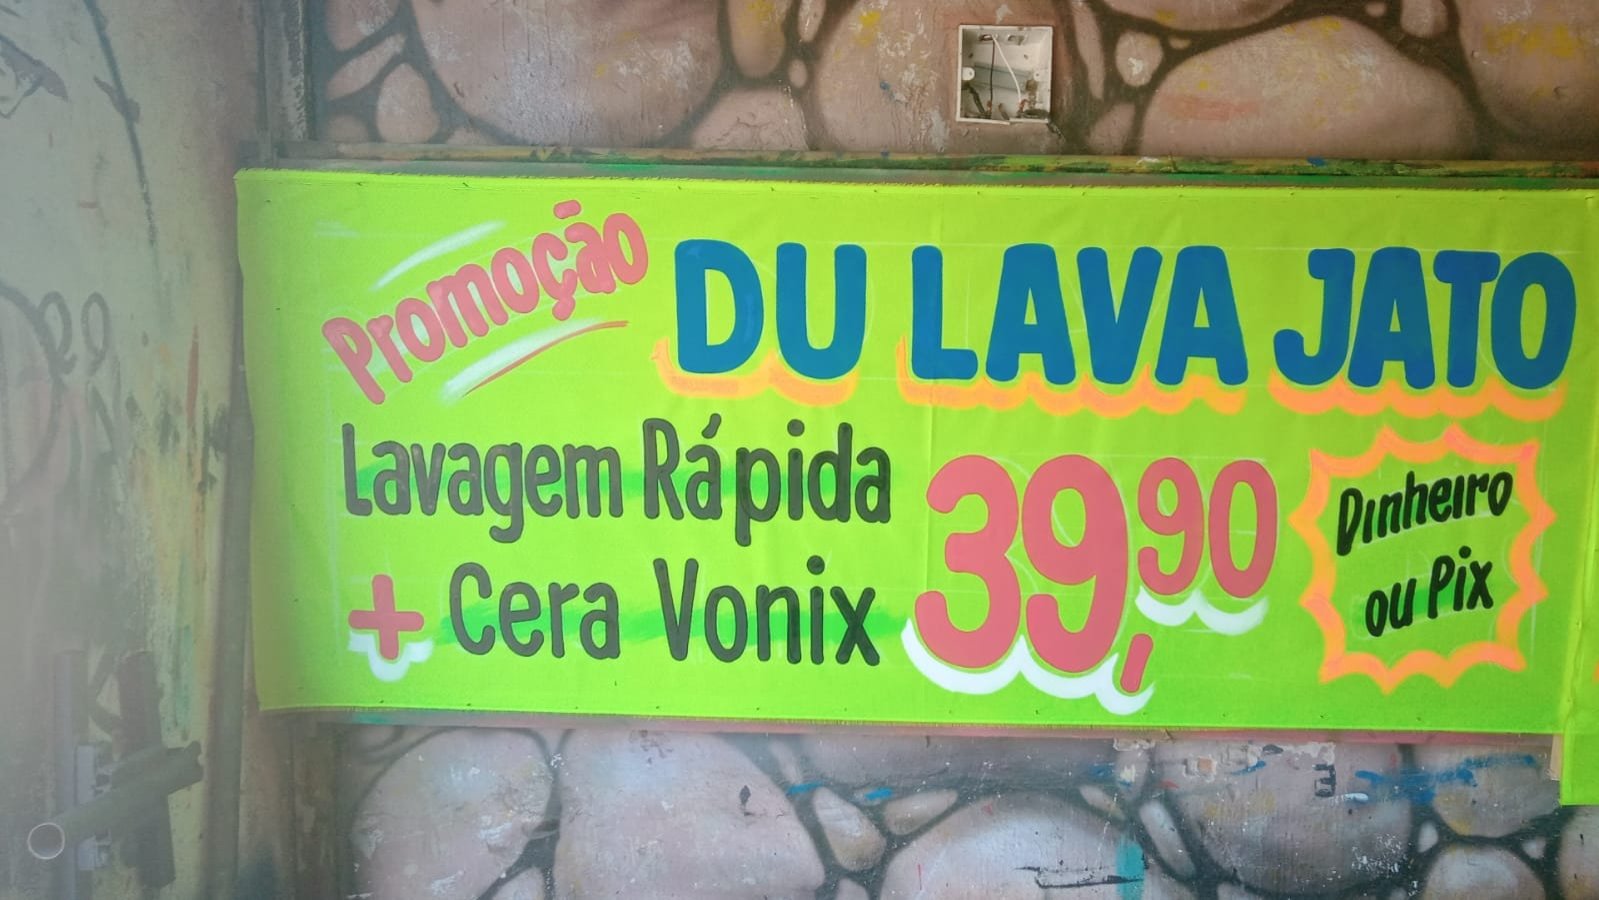 Promoção DU LAVA JATO
Lavagem Rápida
+ Cera Vonix
39,90
Dinheiro
ou Pix